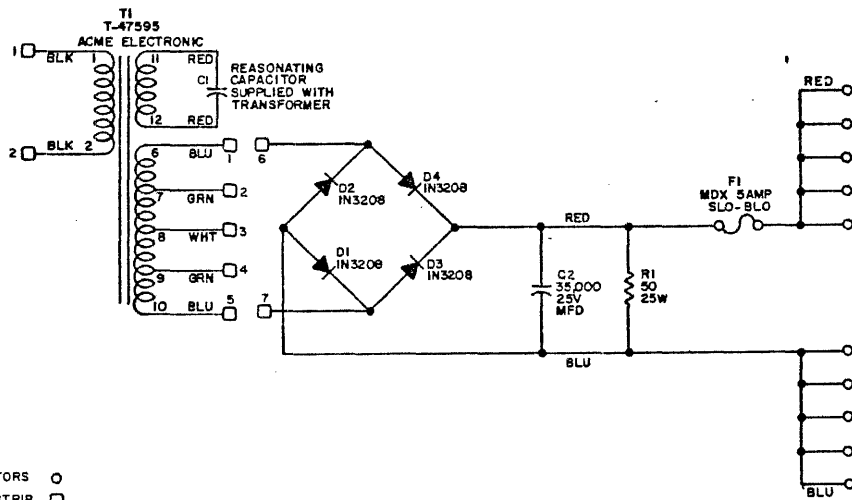 T1
T-47595
ACME ELECTRONIC
1
BLK
1
2
BLK
2
11
RED
C1
REASONATING
CAPACITOR
SUPPLIED WITH
TRANSFORMER
12
RED
6
BLU
1
6
7
GRN
2
8
WHT
3
9
GRN
4
10
BLU
5
7
D2
IN3208
D4
IN3208
D1
IN3208
D3
IN3208
RED
C2
35,000
25V
MFD
R1
50
25W
BLU
F1
MDX 5AMP
SLO-BLO
RED
BLU
TORS
STRIP